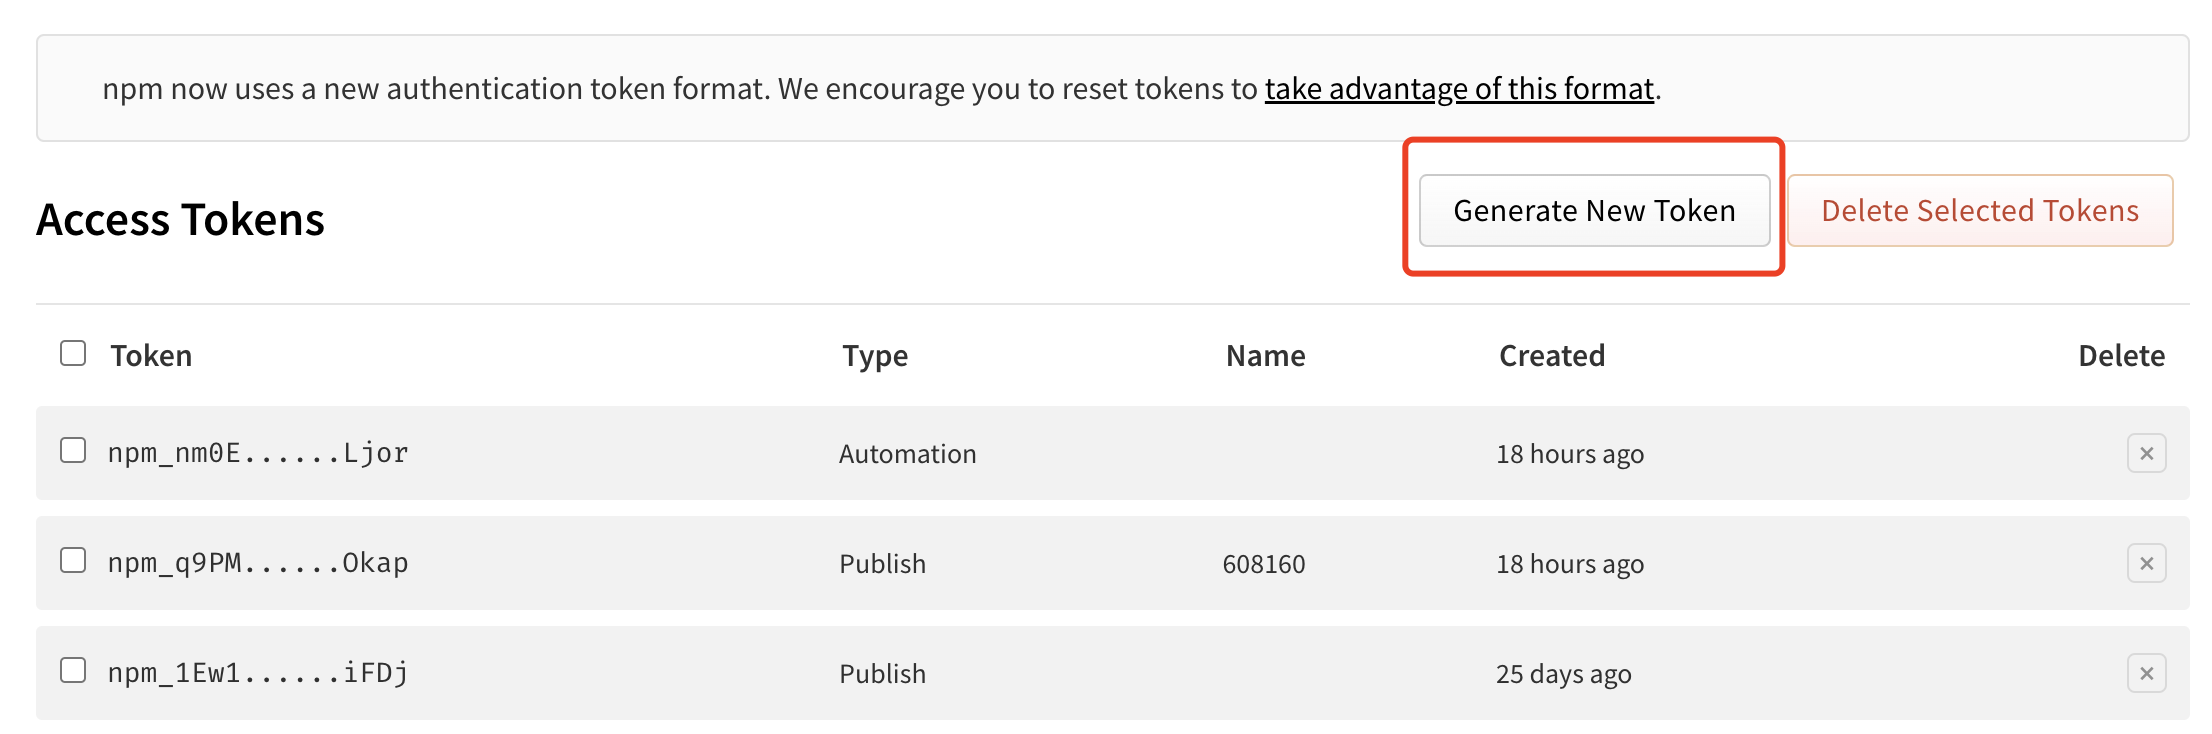 npm now uses a new authentication token format. We encourage you to reset tokens to take advantage of this format.
Access Tokens
Generate New Token
Delete Selected Tokens
Token Type Name Created Delete
npm_nm0E......Ljor Automation 18 hours ago ×
npm_q9PM......Okap Publish 608160 18 hours ago ×
npm_1Ew1......iFDj Publish 25 days ago ×